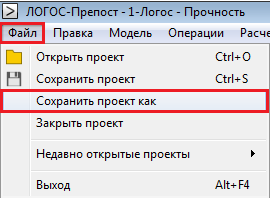 ЛОГОС-Препост - 1-Логос - Прочность
Файл Правка Модель Операции Расче
Открыть проект Ctrl+O
Сохранить проект Ctrl+S
Сохранить проект как
Закрыть проект
Недавно открытые проекты
Выход Alt+F4